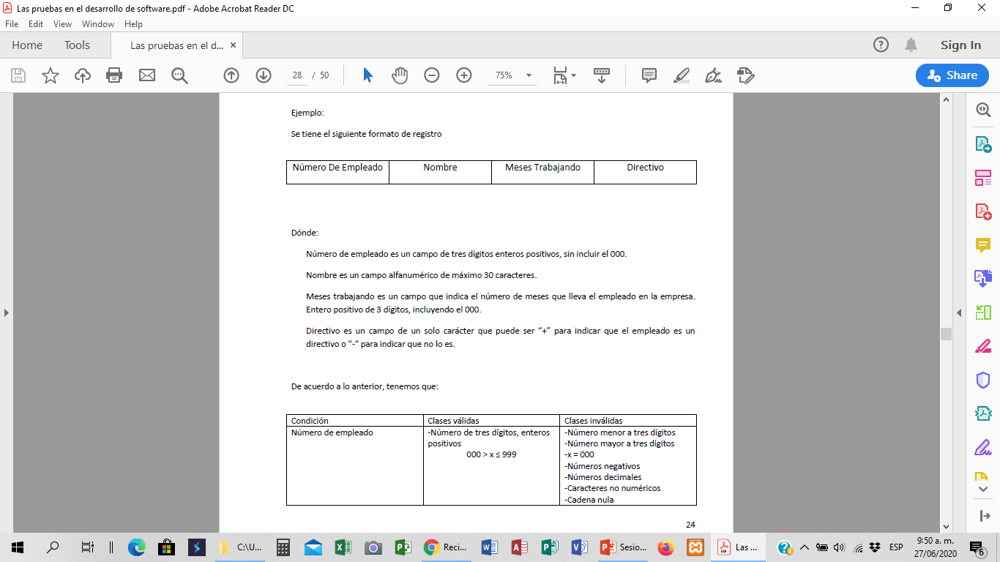 Las pruebas en el desarrollo de software.pdf - Adobe Acrobat Reader DC
File Edit View Window Help
Home Tools Las pruebas en el d... ×
Sign In
28 / 50
75%
Share
Ejemplo:
Se tiene el siguiente formato de registro
Número De Empleado Nombre Meses Trabajando Directivo
Dónde:
Número de empleado es un campo de tres dígitos enteros positivos, sin incluir el 000.
Nombre es un campo alfanumérico de máximo 30 caracteres.
Meses trabajando es un campo que indica el número de meses que lleva el empleado en la empresa.
Entero positivo de 3 dígitos, incluyendo el 000.
Directivo es un campo de un solo carácter que puede ser “+” para indicar que el empleado es un
directivo o “-“ para indicar que no lo es.
De acuerdo a lo anterior, tenemos que:
Condición Clases válidas Clases inválidas
Número de empleado
-Número de tres dígitos, enteros
positivos
000 > x ≤ 999
-Número menor a tres dígitos
-Número mayor a tres dígitos
-x = 000
-Números negativos
-Números decimales
-Caracteres no numéricos
-Cadena nula
24
C:\U... Reci... Sesio... Las ... ESP
9:50 a. m.
27/06/2020
6